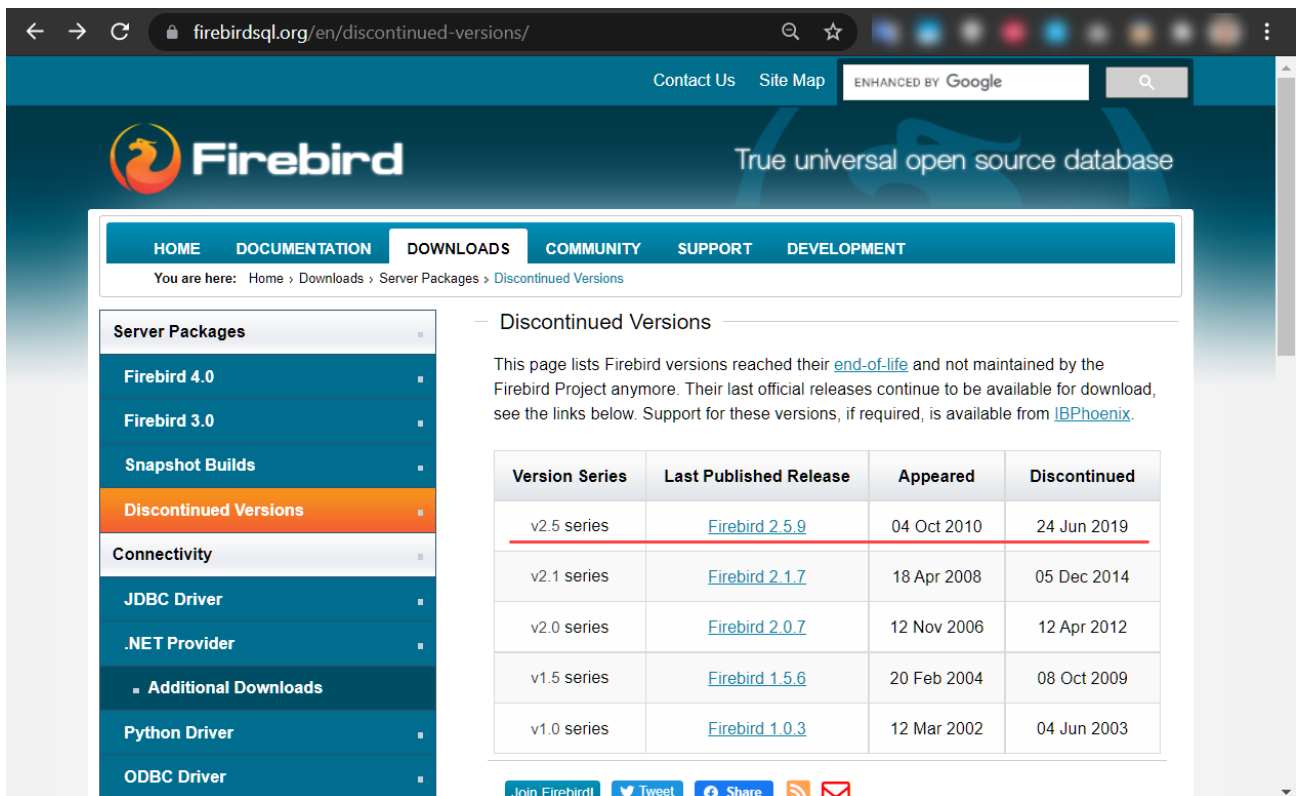 firebirdsql.org/en/discontinued-versions/
Contact Us Site Map ENHANCED BY Google
Firebird
True universal open source database
HOME DOCUMENTATION DOWNLOADS COMMUNITY SUPPORT DEVELOPMENT
You are here: Home › Downloads › Server Packages › Discontinued Versions
Server Packages
Firebird 4.0
Firebird 3.0
Snapshot Builds
Discontinued Versions
Connectivity
JDBC Driver
.NET Provider
Additional Downloads
Python Driver
ODBC Driver
Discontinued Versions
This page lists Firebird versions reached their end-of-life and not maintained by the
Firebird Project anymore. Their last official releases continue to be available for download,
see the links below. Support for these versions, if required, is available from IBPhoenix.
Version Series Last Published Release Appeared Discontinued
v2.5 series Firebird 2.5.9 04 Oct 2010 24 Jun 2019
v2.1 series Firebird 2.1.7 18 Apr 2008 05 Dec 2014
v2.0 series Firebird 2.0.7 12 Nov 2006 12 Apr 2012
v1.5 series Firebird 1.5.6 20 Feb 2004 08 Oct 2009
v1.0 series Firebird 1.0.3 12 Mar 2002 04 Jun 2003
Join Firebird! Tweet Share